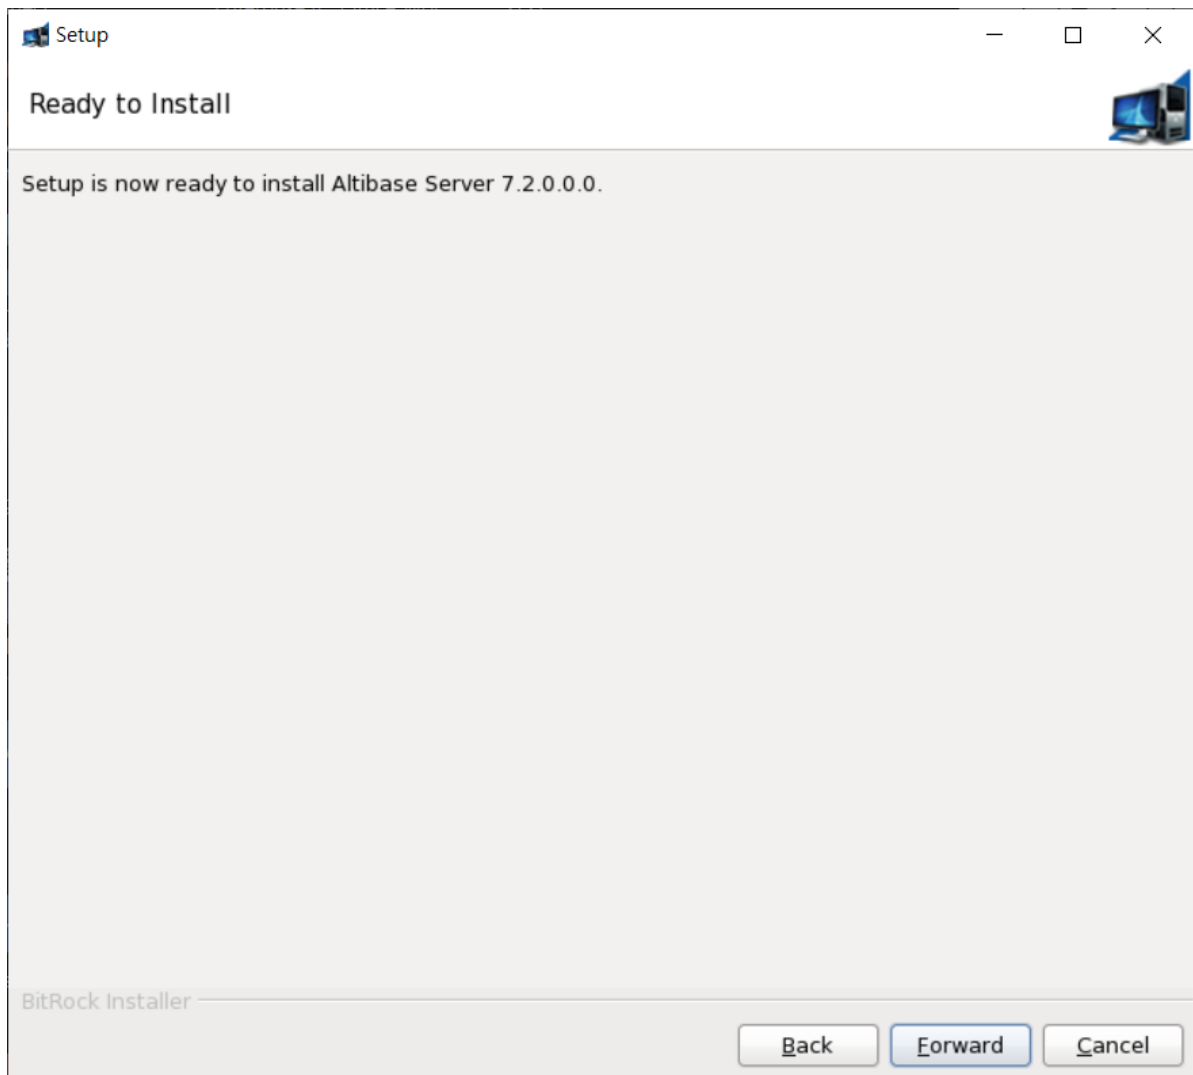 Setup
Ready to Install
Setup is now ready to install Altibase Server 7.2.0.0.0.
BitRock Installer
Back
Forward
Cancel